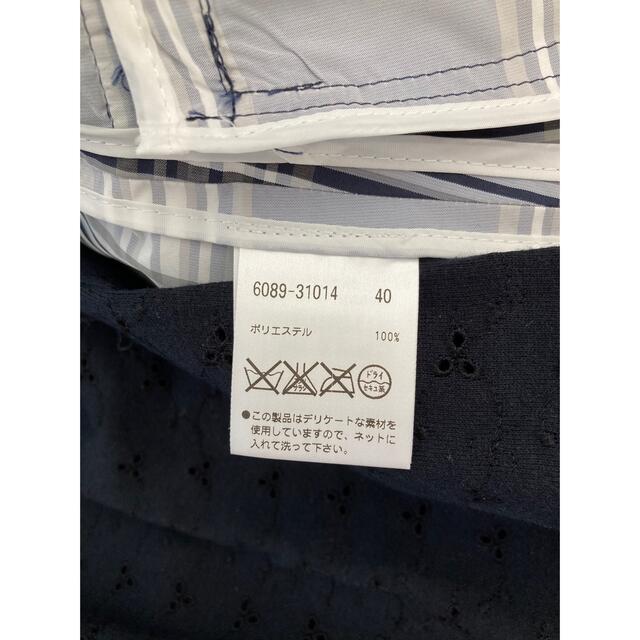 6089-31014 40
ポリエステル 100%
ドライ
セキユ系
●この製品はデリケートな素材を
使用していますので、ネットに
入れて洗って下さい。